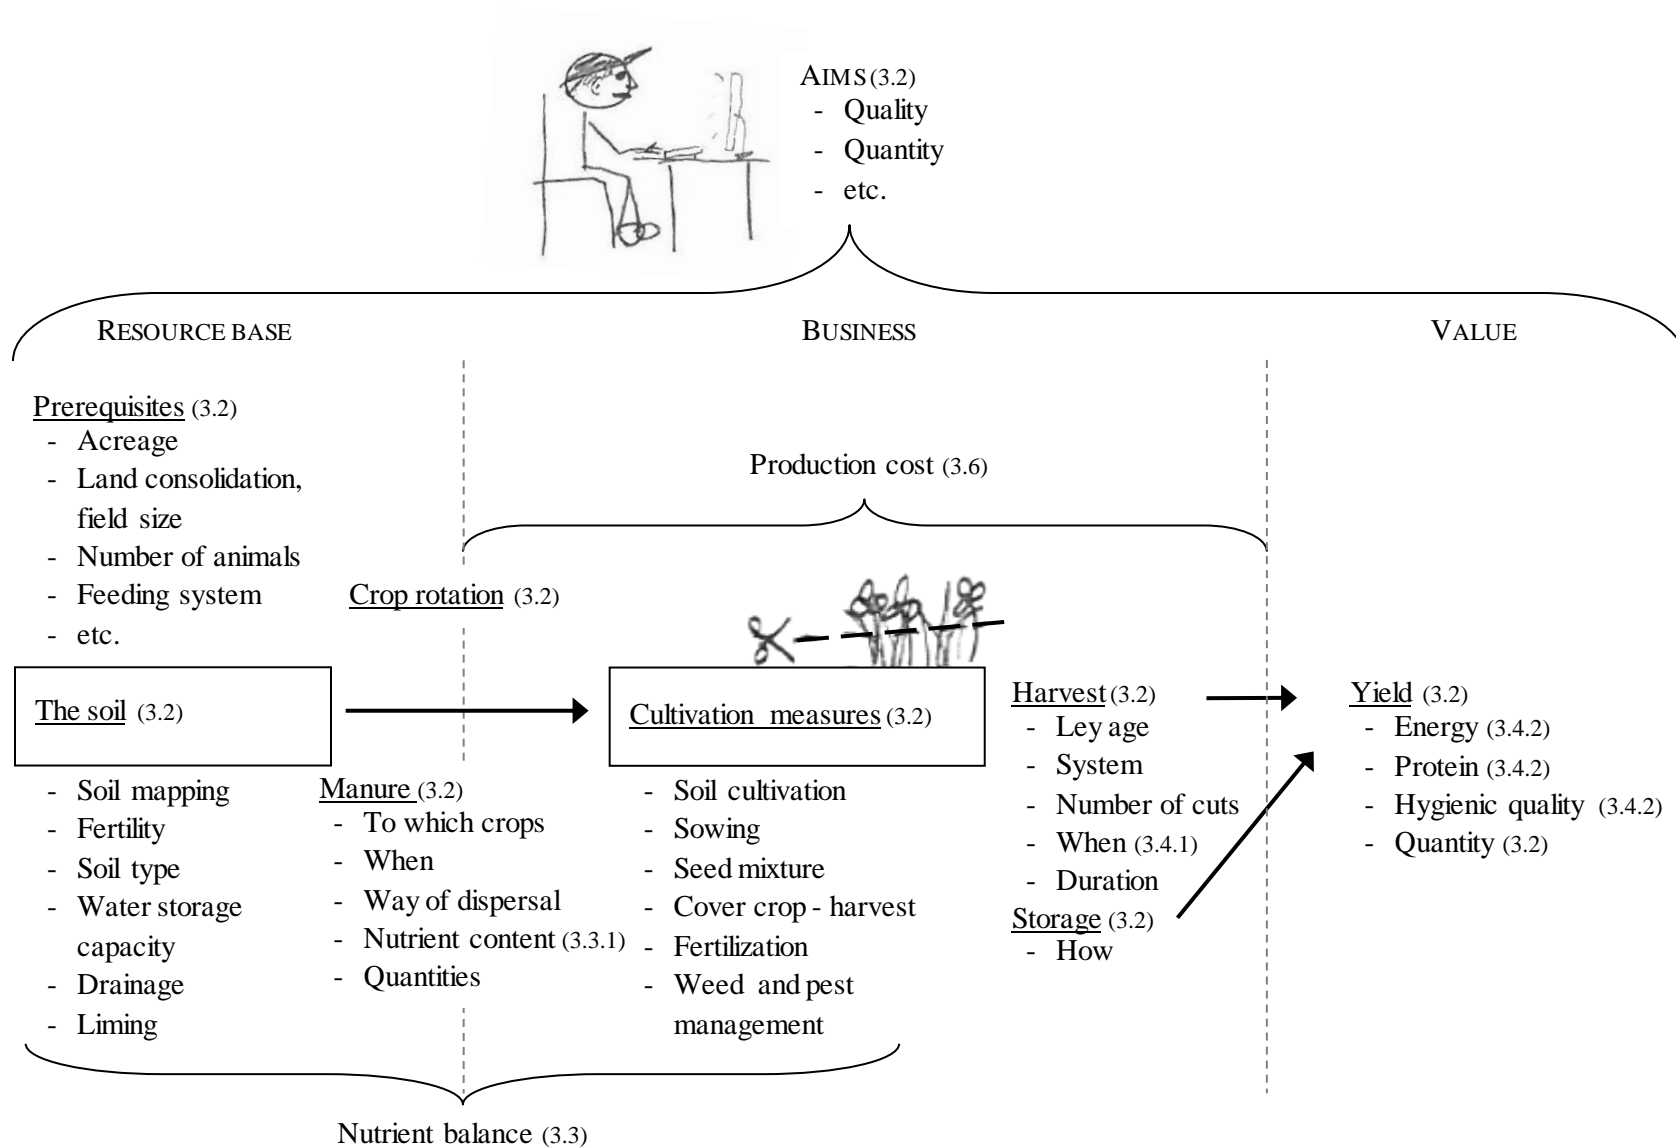 AIMS (3.2)
- Quality
- Quantity
- etc.
RESOURCE BASE
BUSINESS
VALUE
Prerequisites (3.2)
- Acreage
- Land consolidation,
field size
- Number of animals
- Feeding system
- etc.
Production cost (3.6)
Crop rotation (3.2)
The soil (3.2)
- Soil mapping
- Fertility
- Soil type
- Water storage
capacity
- Drainage
- Liming
Manure (3.2)
- To which crops
- When
- Way of dispersal
- Nutrient content (3.3.1)
- Quantities
Cultivation measures (3.2)
- Soil cultivation
- Sowing
- Seed mixture
- Cover crop - harvest
- Fertilization
- Weed and pest
management
Harvest (3.2)
- Ley age
- System
- Number of cuts
- When (3.4.1)
- Duration
Storage (3.2)
- How
Yield (3.2)
- Energy (3.4.2)
- Protein (3.4.2)
- Hygienic quality (3.4.2)
- Quantity (3.2)
Nutrient balance (3.3)